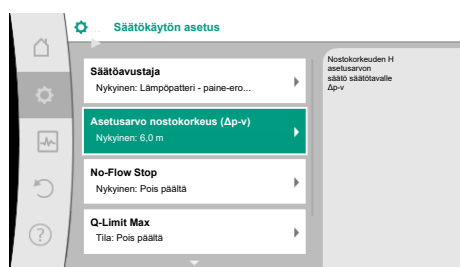 ... Säätökäytön asetus
Säätöavustaja
Nykyinen: Lämpöpatteri - paine-ero...
Asetusarvo nostokorkeus (Δp-v)
Nykyinen: 6,0 m
No-Flow Stop
Nykyinen: Pois päältä
Q-Limit Max
Tila: Pois päältä
Nostokorkeuden H
asetusarvon
säätö säätötavalle
Δp-v